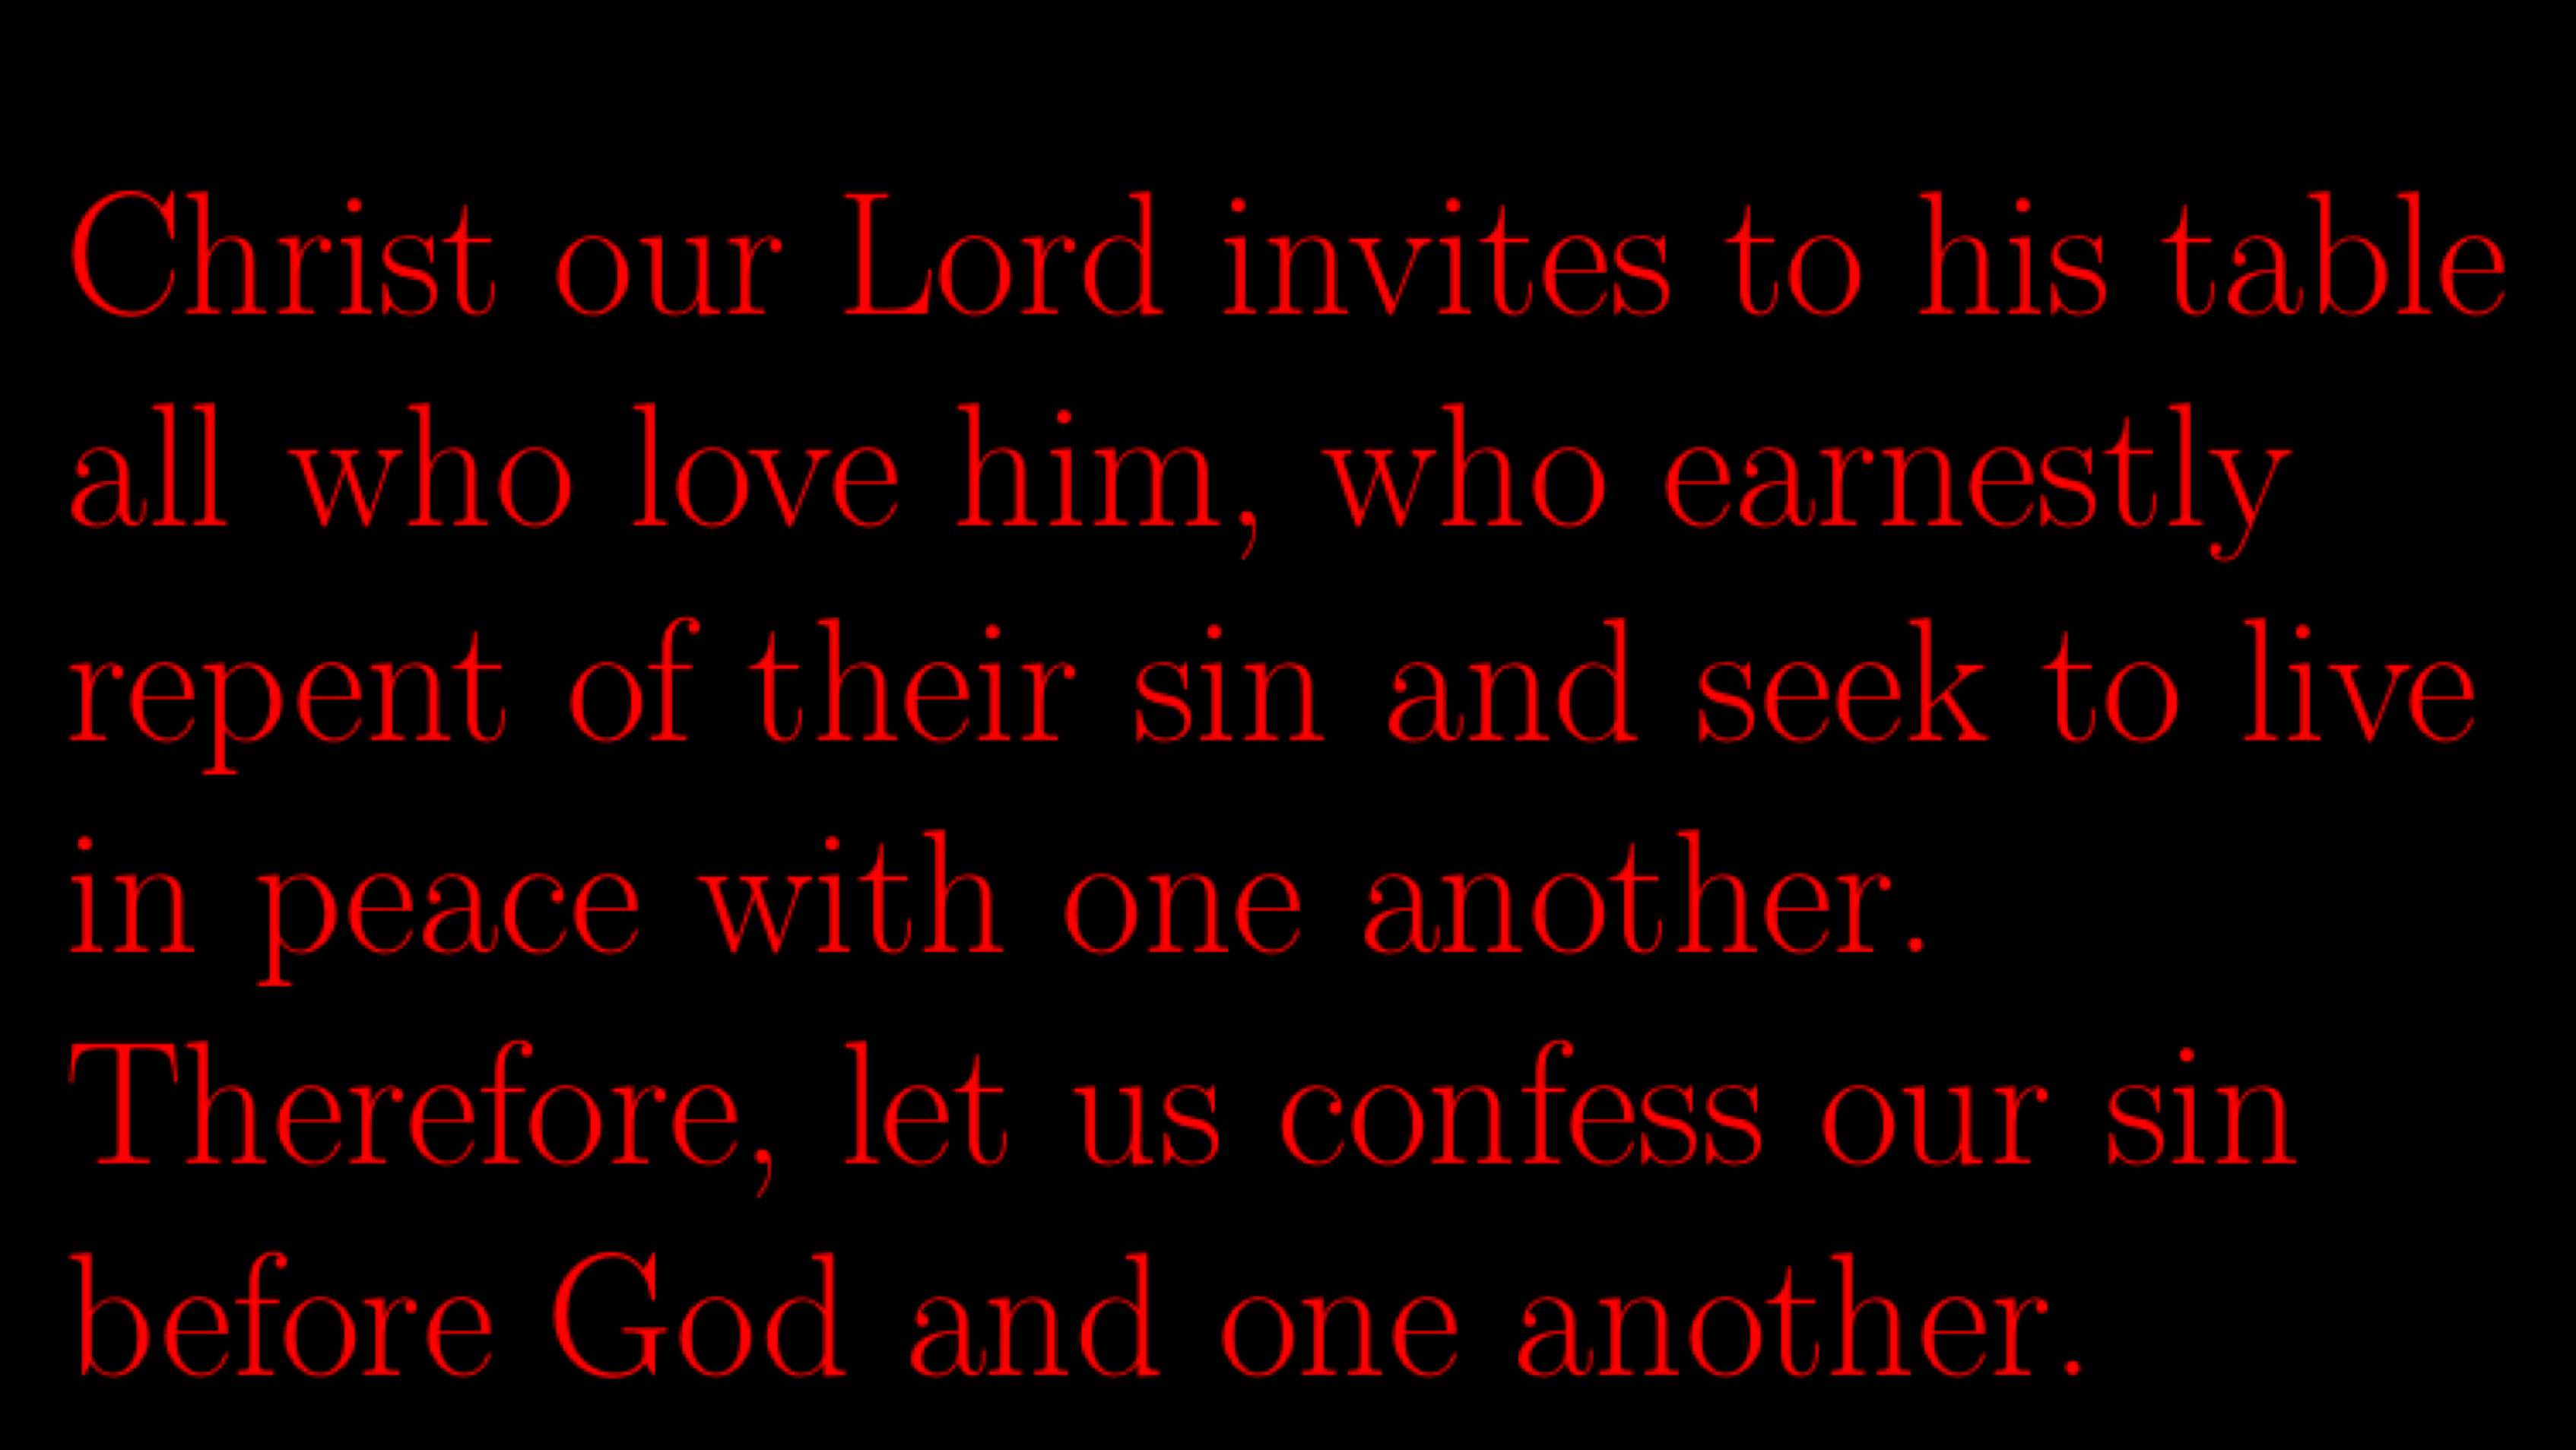 Christ our Lord invites to his table
all who love him, who earnestly
repent of their sin and seek to live
in peace with one another.
Therefore, let us confess our sin
before God and one another.